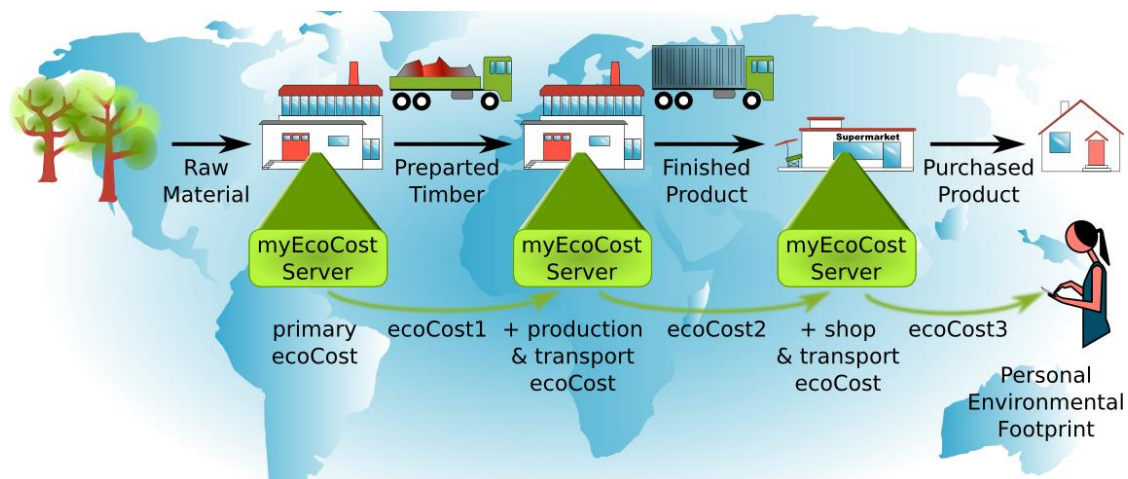 Supermarket
Raw
Material
Preparted
Timber
Finished
Product
Purchased
Product
myEcoCost
Server
myEcoCost
Server
myEcoCost
Server
primary
ecoCost
ecoCost1
+ production
& transport
ecoCost
ecoCost2
+ shop
& transport
ecoCost
ecoCost3
Personal
Environmental
Footprint